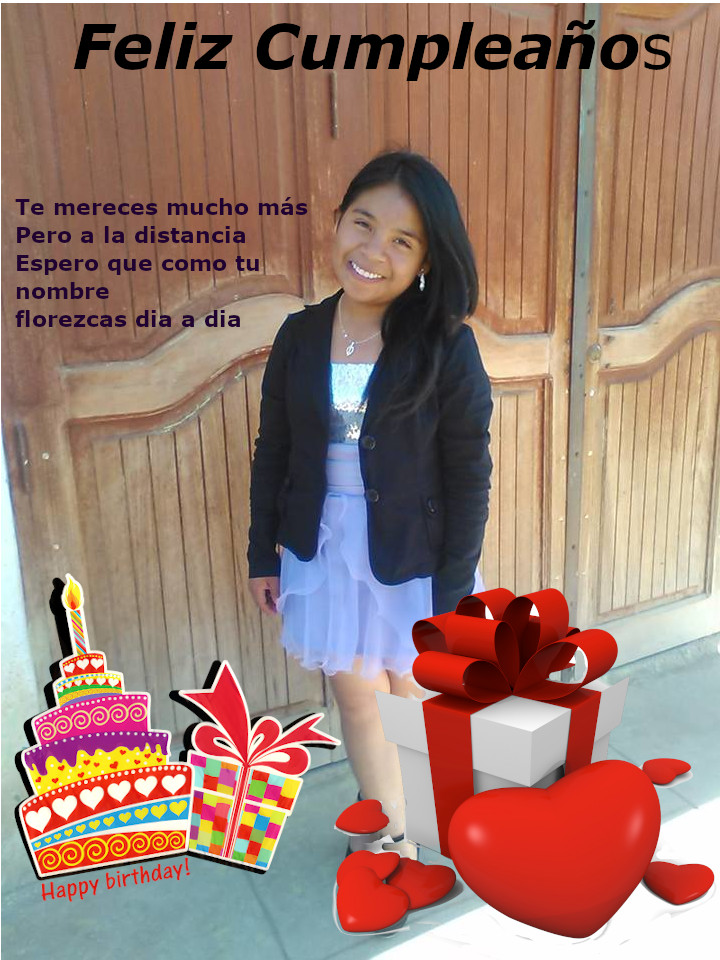 Feliz Cumpleaños
Te mereces mucho más
Pero a la distancia
Espero que como tu
nombre
florezcas dia a dia
Happy birthday!